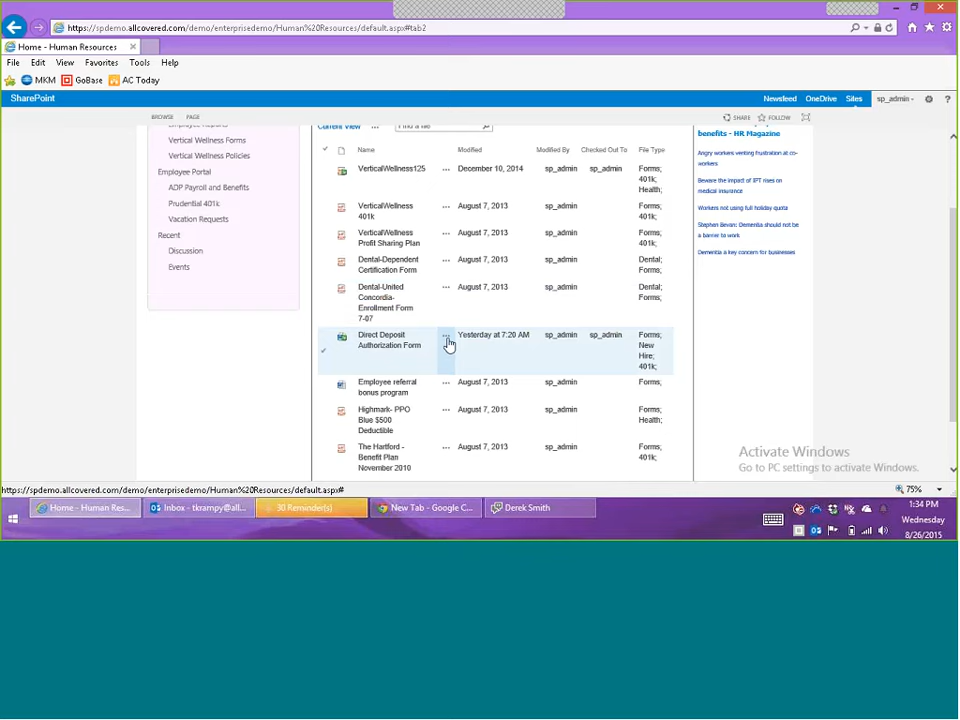 https://spdemo.allcovered.com/demo/enterprisedemo/Human%20Resources/default.aspx#tab2
Home - Human Resources
File Edit View Favorites Tools Help
MKM GoBase AC Today
SharePoint
Newsfeed OneDrive Sites sp_admin ?
BROWSE PAGE
SHARE FOLLOW
Vertical Wellness Forms
Vertical Wellness Policies
Employee Portal
ADP Payroll and Benefits
Prudential 401k
Vacation Requests
Recent
Discussion
Events
Current View ... Find a file
Name Modified Modified By Checked Out To File Type
VerticalWellness125 ... December 10, 2014 sp_admin sp_admin Forms;
401k;
Health;
VerticalWellness ... August 7, 2013 sp_admin Forms;
401k 401k;
VerticalWellness ... August 7, 2013 sp_admin Forms;
Profit Sharing Plan 401k;
Dental-Dependent ... August 7, 2013 sp_admin Dental;
Certification Form Forms;
Dental-United ... August 7, 2013 sp_admin Dental;
Concordia- Forms;
Enrollment Form
7-07
Direct Deposit ... Yesterday at 7:20 AM sp_admin sp_admin Forms;
Authorization Form New
Hire;
401k;
Employee referral ... August 7, 2013 sp_admin Forms;
bonus program
Highmark- PPO ... August 7, 2013 sp_admin Forms;
Blue $500 Health;
Deductible
The Hartford - ... August 7, 2013 sp_admin Forms;
Benefit Plan 401k;
November 2010
benefits - HR Magazine
Angry workers venting frustration at co-
workers
Beware the impact of IPT rises on
medical insurance
Workers not using full holiday quota
Stephen Bevan: Dementia should not be
a barrier to work
Dementia a key concern for businesses
Activate Windows
Go to PC settings to activate Windows.
https://spdemo.allcovered.com/demo/enterprisedemo/Human%20Resources/default.aspx#
75%
Home - Human Res... Inbox - tkrampy@all... 30 Reminder(s) New Tab - Google C... Derek Smith
1:34 PM
Wednesday
8/26/2015